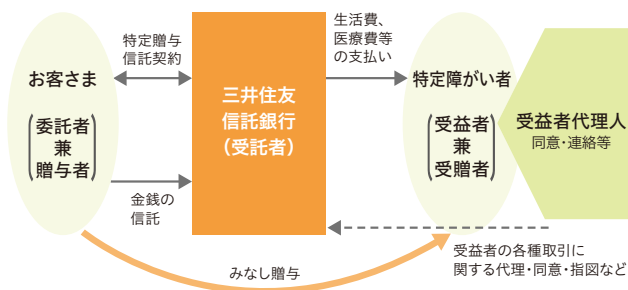 特定贈与
信託契約
生活費、
医療費等
の支払い
お客さま
委託者
兼
贈与者
三井住友
信託銀行
(受託者)
特定障がい者
受益者
兼
受贈者
受益者代理人
同意・連絡等
金銭の
信託
みなし贈与
受益者の各種取引に
関する代理・同意・指図など